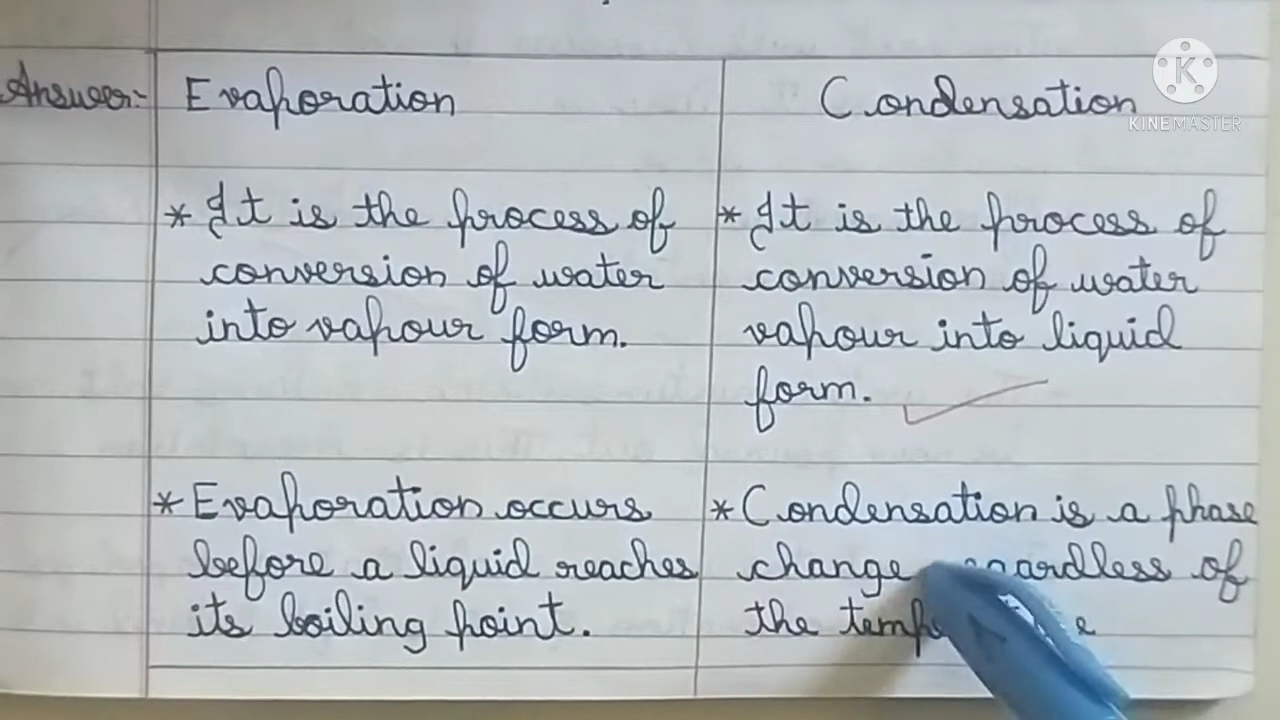 Answer:-
Evaporation
* It is the process of
conversion of water
into vapour form.
* Evaporation occurs
before a liquid reaches
its boiling point.
Condensation
* It is the process of
conversion of water
vapour into liquid
form.
* Condensation is a phase
change of
the
K
KINEMASTER